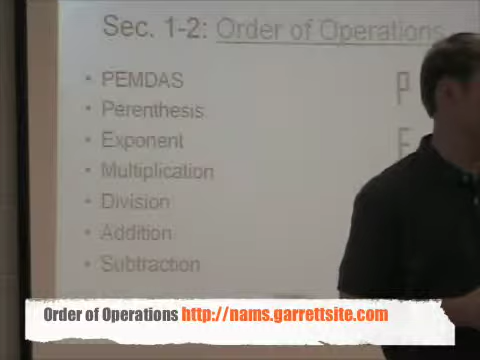 Sec. 1-2: Order of Operations
PEMDAS
P
Perenthesis
Exponent
E
Multiplication
Division
Addition
Subtraction
Order of Operations http://nams.garrettsite.com